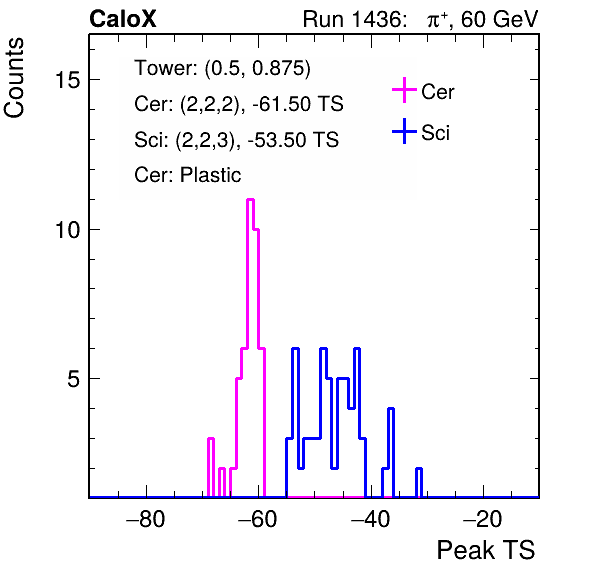 CaloX Run 1436: π+, 60 GeV
Counts
Tower: (0.5, 0.875)
Cer: (2,2,2), -61.50 TS
Sci: (2,2,3), -53.50 TS
Cer: Plastic
Cer
Sci
15
10
5
−80 −60 −40 −20
Peak TS